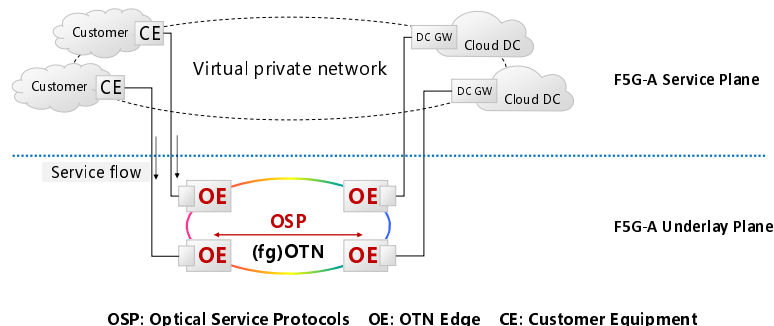 Customer CE
DC GW Cloud DC
Virtual private network
Customer CE
DC GW Cloud DC
F5G-A Service Plane
Service flow
OE OE
OSP
F5G-A Underlay Plane
OE (fg)OTN OE
OSP: Optical Service Protocols OE: OTN Edge CE: Customer Equipment